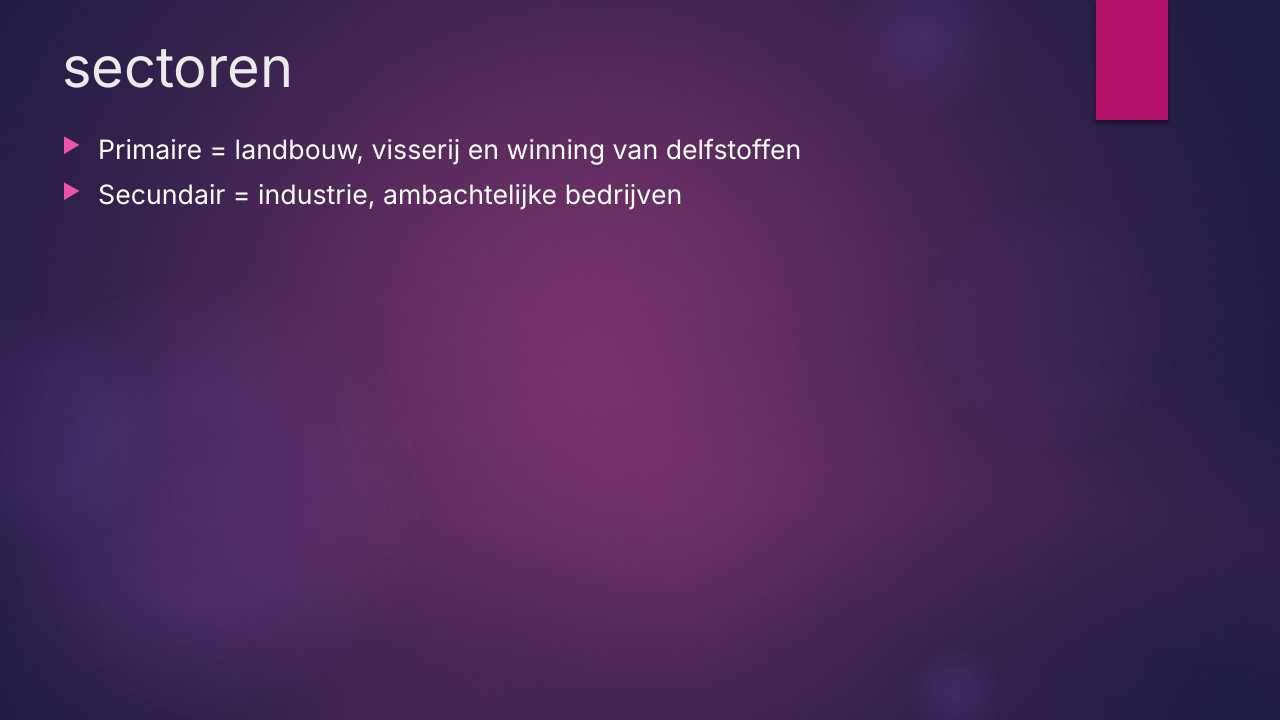 sectoren
Primaire = landbouw, visserij en winning van delfstoffen
Secundair = industrie, ambachtelijke bedrijven